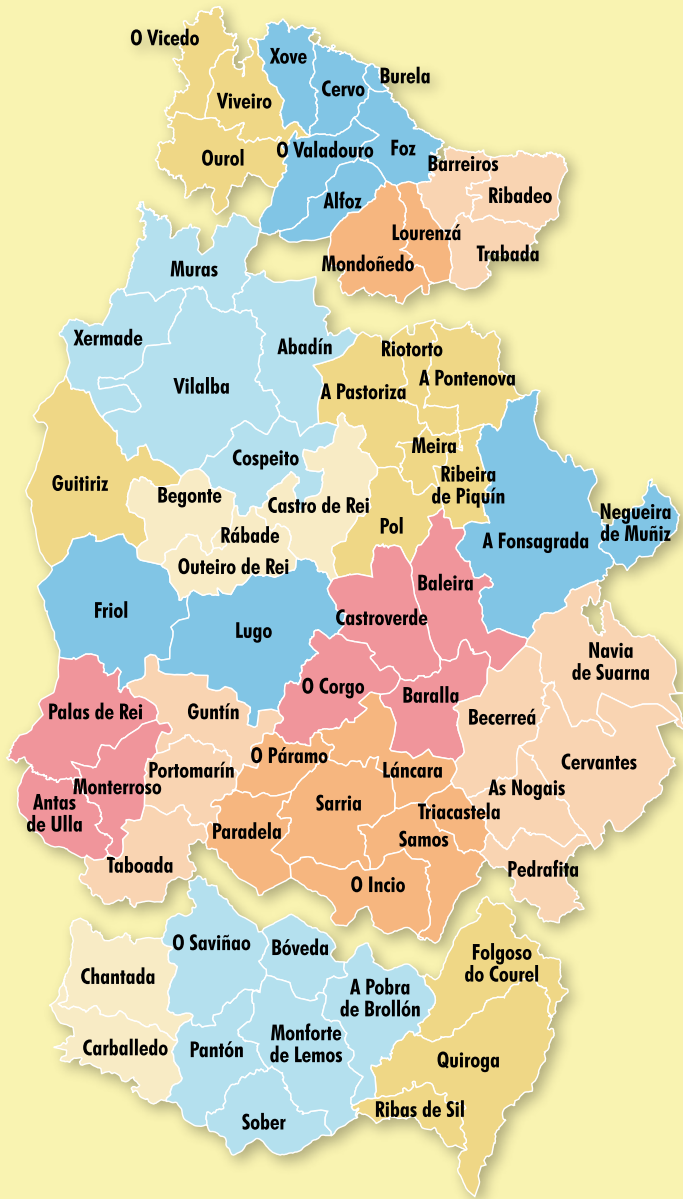 O Vicedo
Xove
Burela
Cervo
Viveiro
O Valadouro
Foz
Ourol
Barreiros
Ribadeo
Alfoz
Lourenzá
Trabada
Mondoñedo
Muras
Xermade
Abadín
Riotorto
Vilalba
A Pastoriza
A Pontenova
Meira
Cospeito
Ribeira
de Piquín
Guitiriz
Begonte
Castro de Rei
Pol
Negueira
de Muñiz
Rábade
A Fonsagrada
Outeiro de Rei
Baleira
Friol
Lugo
Castroverde
Navia
de Suarna
O Corgo
Baralla
Palas de Rei
Guntín
Becerreá
O Páramo
Cervantes
Portomarín
Láncara
Monterroso
As Nogais
Antas
de Ulla
Sarria
Triacastela
Paradela
Samos
Taboada
Pedrafita
O Incio
O Saviñao
Bóveda
Folgoso
do Courel
Chantada
A Pobra
de Brollón
Carballedo
Pantón
Monforte
de Lemos
Quiroga
Ribas de Sil
Sober